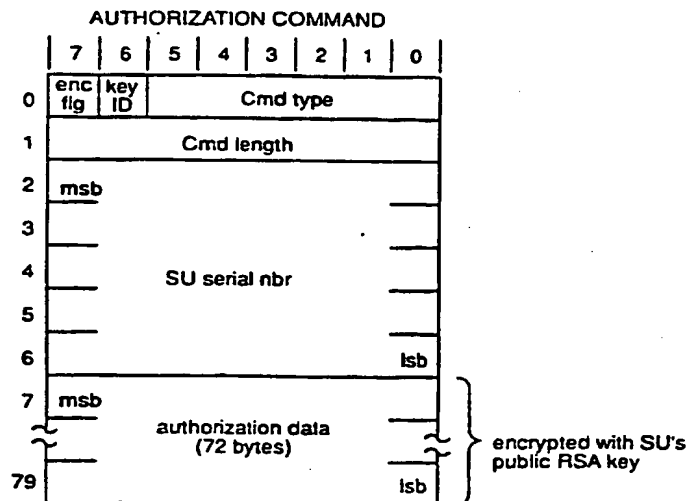 AUTHORIZATION COMMAND
7 6 5 4 3 2 1 0
0 enc flg key ID Cmd type
1 Cmd length
2 msb
3
4 SU serial nbr
5
6 lsb
7 msb
authorization data
(72 bytes)
encrypted with SU's
public RSA key
79 lsb